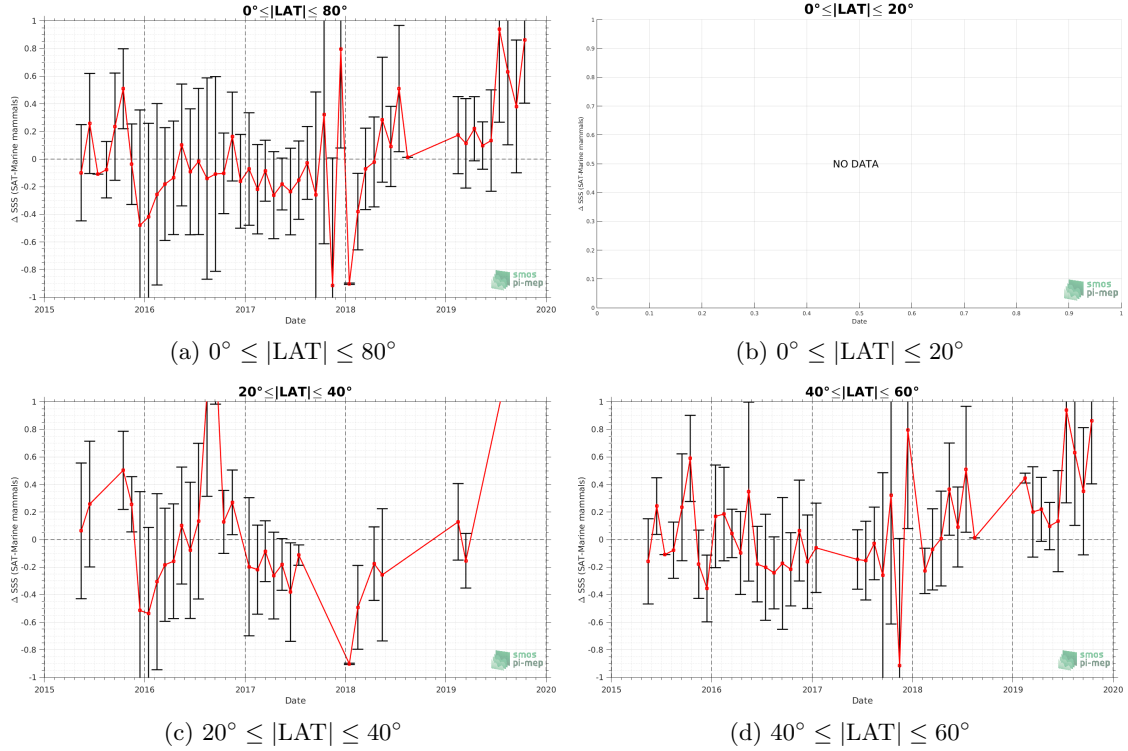 0°≤|LAT|≤ 80°
Δ SSS (SAT-Marine mammals)
1
0.8
0.6
0.4
0.2
0
-0.2
-0.4
-0.6
-0.8
-1
2015 2016 2017 2018 2019 2020
Date
smos
pi-mep
(a) 0° ≤ |LAT| ≤ 80°
0°≤|LAT|≤ 20°
Δ SSS (SAT-Marine mammals)
1
0.9
0.8
0.7
0.6
0.5
0.4
0.3
0.2
0.1
0
NO DATA
0 0.1 0.2 0.3 0.4 0.5 0.6 0.7 0.8 0.9 1
Date
smos
pi-mep
(b) 0° ≤ |LAT| ≤ 20°
20°≤|LAT|≤ 40°
Δ SSS (SAT-Marine mammals)
1
0.8
0.6
0.4
0.2
0
-0.2
-0.4
-0.6
-0.8
-1
2015 2016 2017 2018 2019 2020
Date
smos
pi-mep
(c) 20° ≤ |LAT| ≤ 40°
40°≤|LAT|≤ 60°
Δ SSS (SAT-Marine mammals)
1
0.8
0.6
0.4
0.2
0
-0.2
-0.4
-0.6
-0.8
-1
2015 2016 2017 2018 2019 2020
Date
smos
pi-mep
(d) 40° ≤ |LAT| ≤ 60°